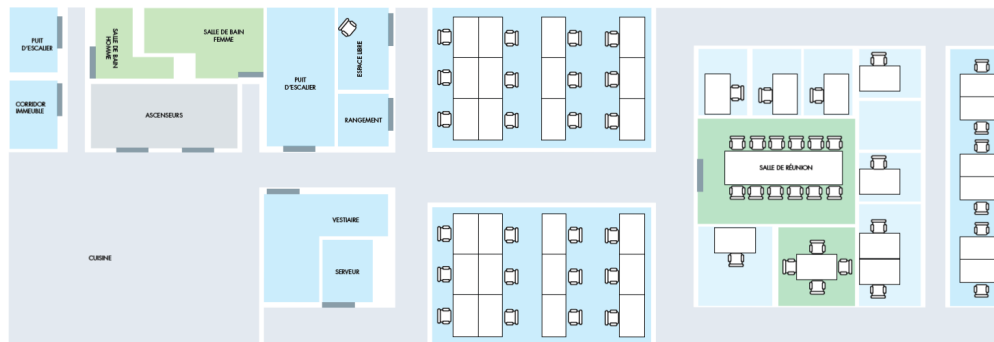 PUIT
D'ESCALIER
SALLE DE BAIN
HOMME
SALLE DE BAIN
FEMME
ESPACE LIBRE
PUIT
D'ESCALIER
CORRIDOR
IMMEUBLE
ASCENSEURS
RANGEMENT
SALLE DE RÉUNION
VESTIAIRE
CUISINE
SERVEUR